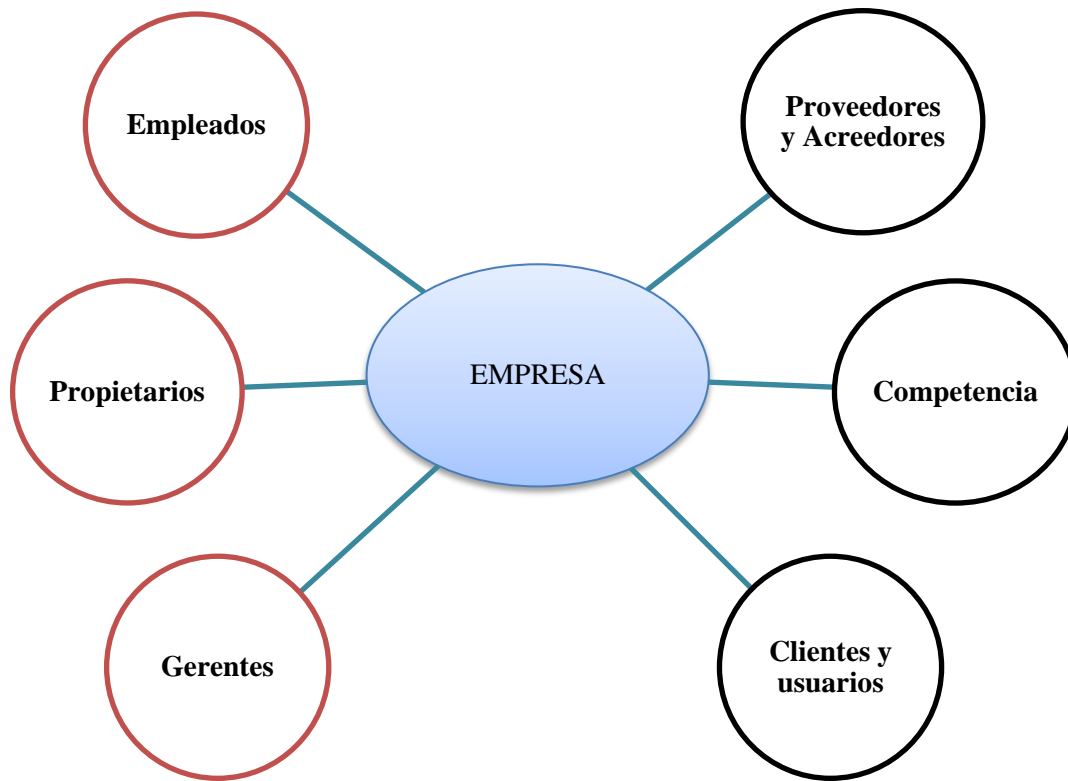 Empleados
Proveedores
y Acreedores
Propietarios
EMPRESA
Competencia
Gerentes
Clientes y
usuarios